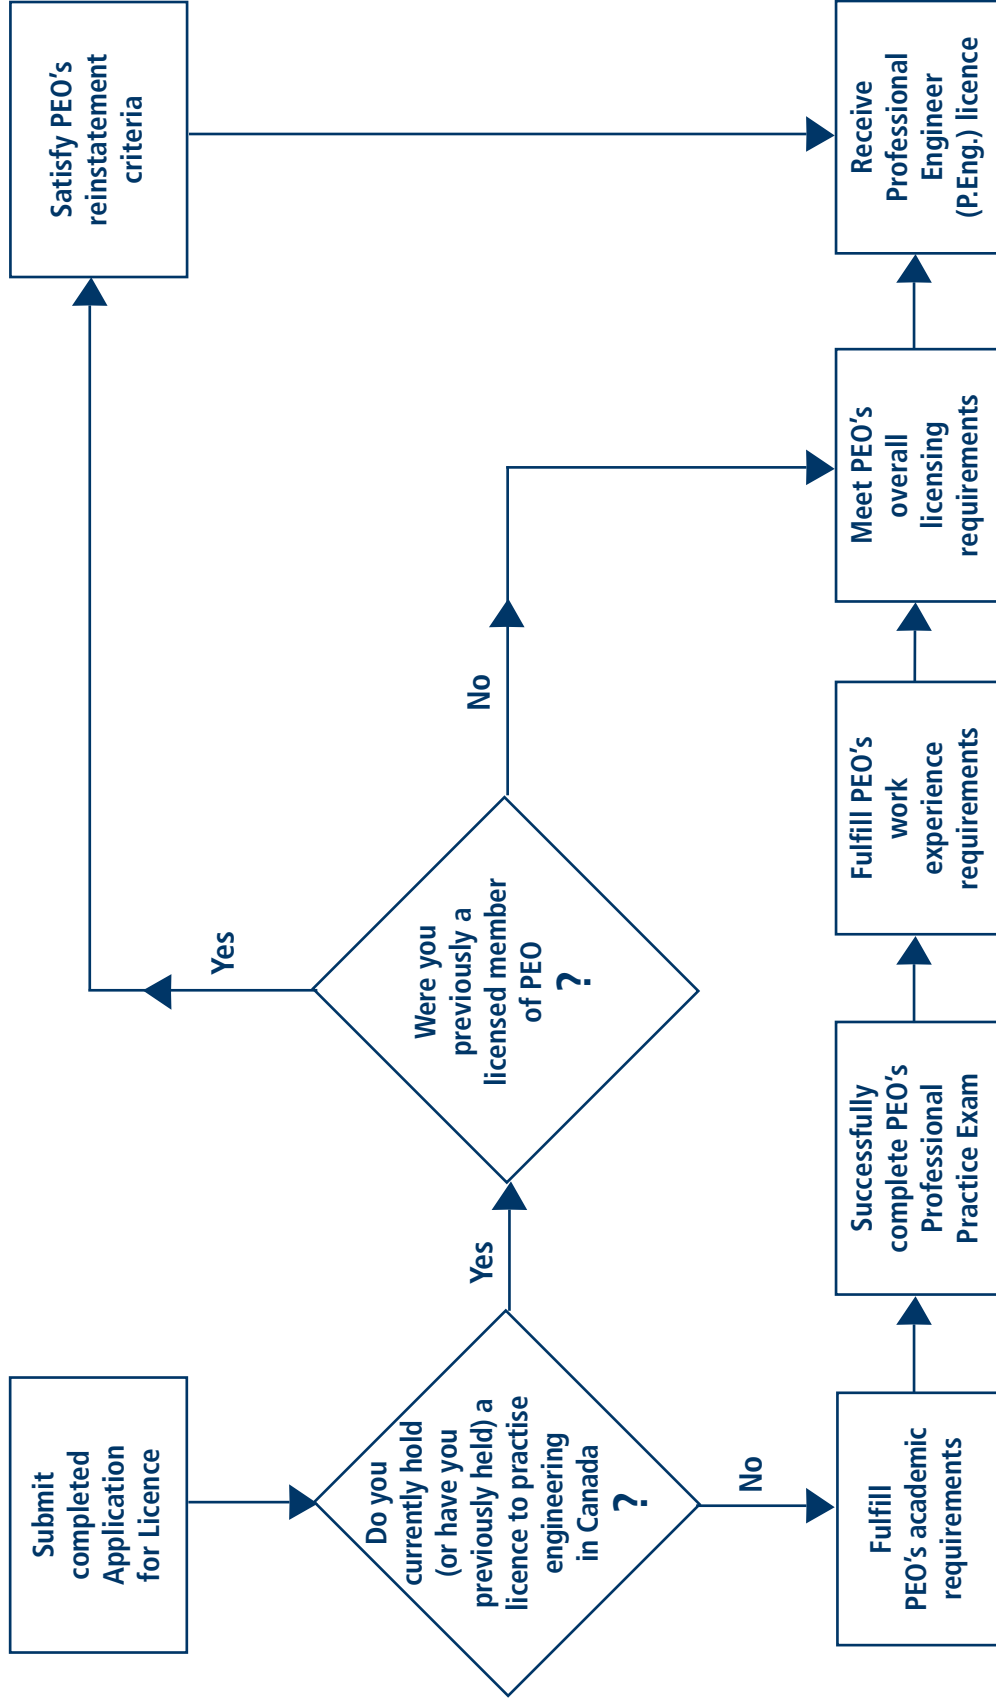 Submit
completed
Application
for Licence
Do you
currently hold
(or have you
previously held) a
licence to practise
engineering
in Canada
?
Yes
No
Were you
previously a
licensed member
of PEO
?
Yes
No
Satisfy PEO's
reinstatement
criteria
Fulfill
PEO's academic
requirements
Successfully
complete PEO's
Professional
Practice Exam
Fulfill PEO's
work
experience
requirements
Meet PEO's
overall
licensing
requirements
Receive
Professional
Engineer
(P.Eng.) licence